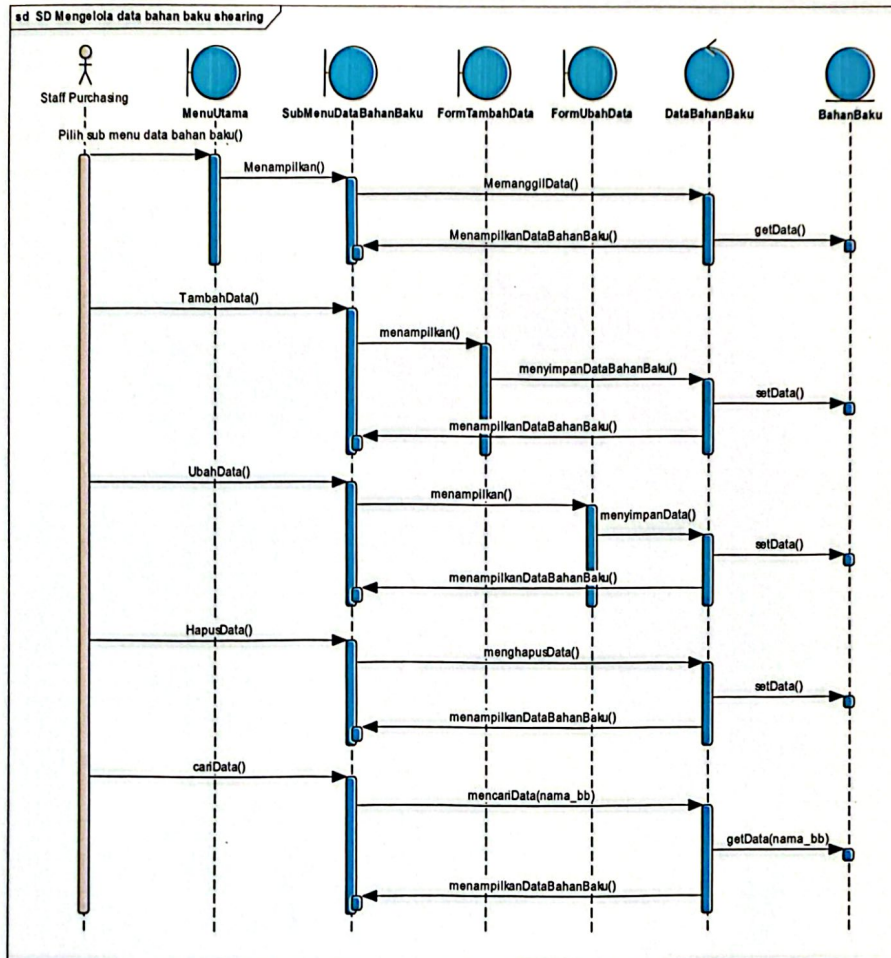 sd SD Mengelola data bahan baku shearing
Staff Purchasing
MenuUtama
SubMenuDataBahanBaku
FormTambahData
FormUbahData
DataBahanBaku
BahanBaku
Pilih sub menu data bahan baku()
Menampilkan()
MemanggilData()
getData()
MenampilkanDataBahanBaku()
TambahData()
menampilkan()
menyimpanDataBahanBaku()
setData()
menampilkanDataBahanBaku()
UbahData()
menampilkan()
menyimpanData()
setData()
menampilkanDataBahanBaku()
HapusData()
menghapusData()
setData()
menampilkanDataBahanBaku()
cariData()
mencariData(nama_bb)
getData(nama_bb)
menampilkanDataBahanBaku()